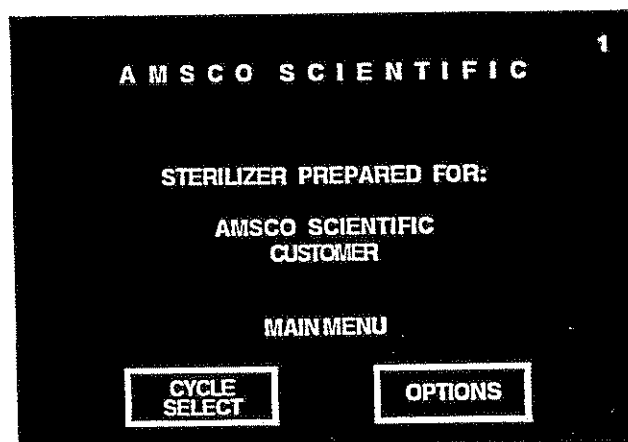 1
AMSCO SCIENTIFIC
STERILIZER PREPARED FOR:
AMSCO SCIENTIFIC
CUSTOMER
MAIN MENU
CYCLE
SELECT
OPTIONS